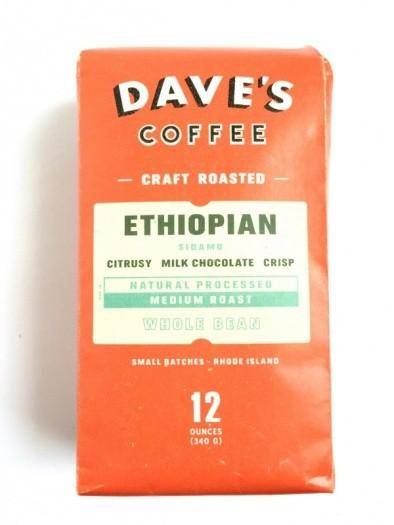 DAVE'S
COFFEE
— CRAFT ROASTED —
ETHIOPIAN
SIDAMO
CITRUSY MILK CHOCOLATE CRISP
NATURAL PROCESSED
MEDIUM ROAST
WHOLE BEAN
SMALL BATCHES - RHODE ISLAND
12
OUNCES
(340 G)